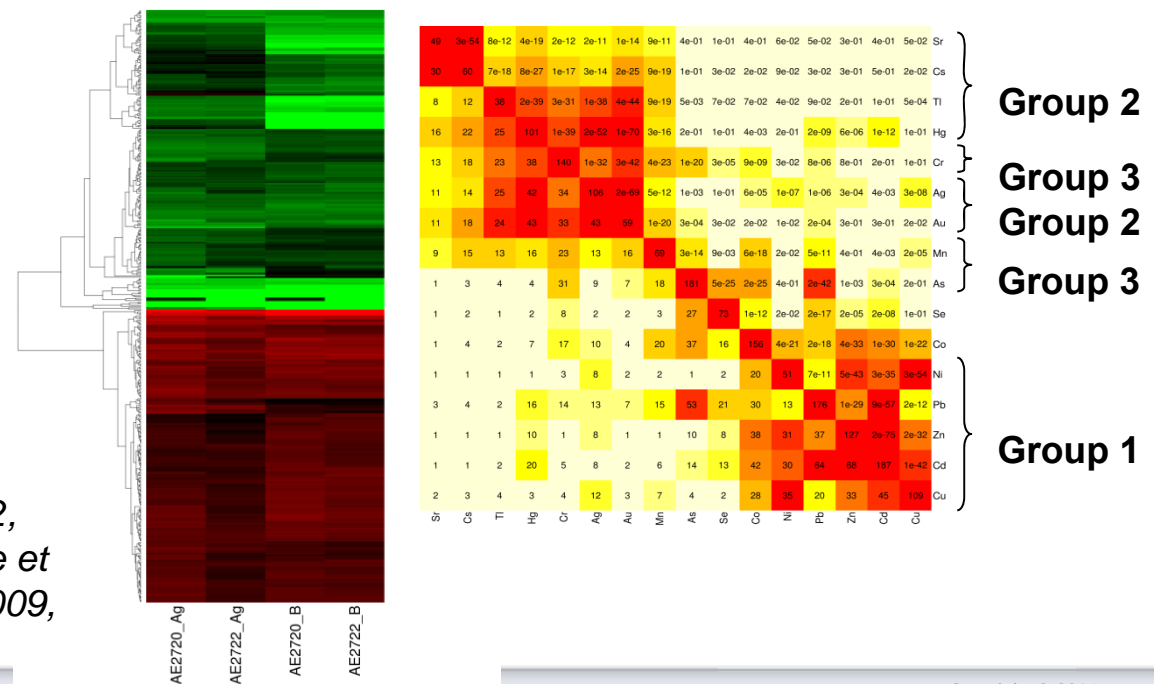 49 3e-54 8e-12 4e-19 2e-12 2e-11 1e-14 9e-11 4e-01 1e-01 4e-01 6e-02 5e-02 3e-01 4e-01 5e-02 Sr
30 60 7e-18 8e-27 1e-17 3e-14 2e-25 9e-19 1e-01 3e-02 2e-02 9e-02 3e-02 3e-01 5e-01 2e-02 Cs
8 12 36 2e-39 3e-31 1e-38 4e-44 9e-19 5e-03 7e-02 7e-02 4e-02 9e-02 2e-01 1e-01 5e-04 Tl
16 22 25 101 1e-39 2e-52 1e-70 3e-16 2e-01 1e-01 4e-03 2e-01 2e-09 6e-06 1e-12 1e-01 Hg
13 18 23 38 140 1e-32 3e-42 4e-23 1e-20 3e-05 9e-09 3e-02 8e-06 8e-01 2e-01 1e-01 Cr
11 14 25 42 34 106 2e-69 5e-12 1e-03 1e-01 6e-05 1e-07 1e-06 3e-04 4e-03 3e-08 Ag
11 18 24 43 33 43 59 1e-20 3e-04 3e-02 2e-02 1e-02 2e-04 3e-01 3e-01 2e-02 Au
9 15 13 16 23 13 16 69 3e-14 9e-03 6e-18 2e-02 5e-11 4e-01 4e-03 2e-05 Mn
1 3 4 4 31 9 7 18 181 5e-25 2e-25 4e-01 2e-42 1e-03 3e-04 2e-01 As
1 2 1 2 8 2 2 3 27 73 1e-12 2e-02 2e-17 2e-05 2e-08 1e-01 Se
1 4 2 7 17 10 4 20 37 16 156 4e-21 2e-18 4e-33 1e-30 1e-22 Co
1 1 1 1 3 8 2 2 1 2 20 51 7e-11 5e-43 3e-35 3e-54 Ni
3 4 2 16 14 13 7 15 53 21 30 13 176 1e-29 9e-57 2e-12 Pb
1 1 1 10 1 8 1 1 10 8 38 31 37 127 2e-75 2e-32 Zn
1 1 2 20 5 8 2 6 14 13 42 30 64 68 187 1e-42 Cd
2 3 4 3 4 12 3 7 4 2 28 35 20 33 45 109 Cu
Sr Cs Tl Hg Cr Ag Au Mn As Se Co Ni Pb Zn Cd Cu
Group 2
Group 3
Group 2
Group 3
Group 1
2,
e et
009,
AE2720_Ag
AE2722_Ag
AE2720_B
AE2722_B